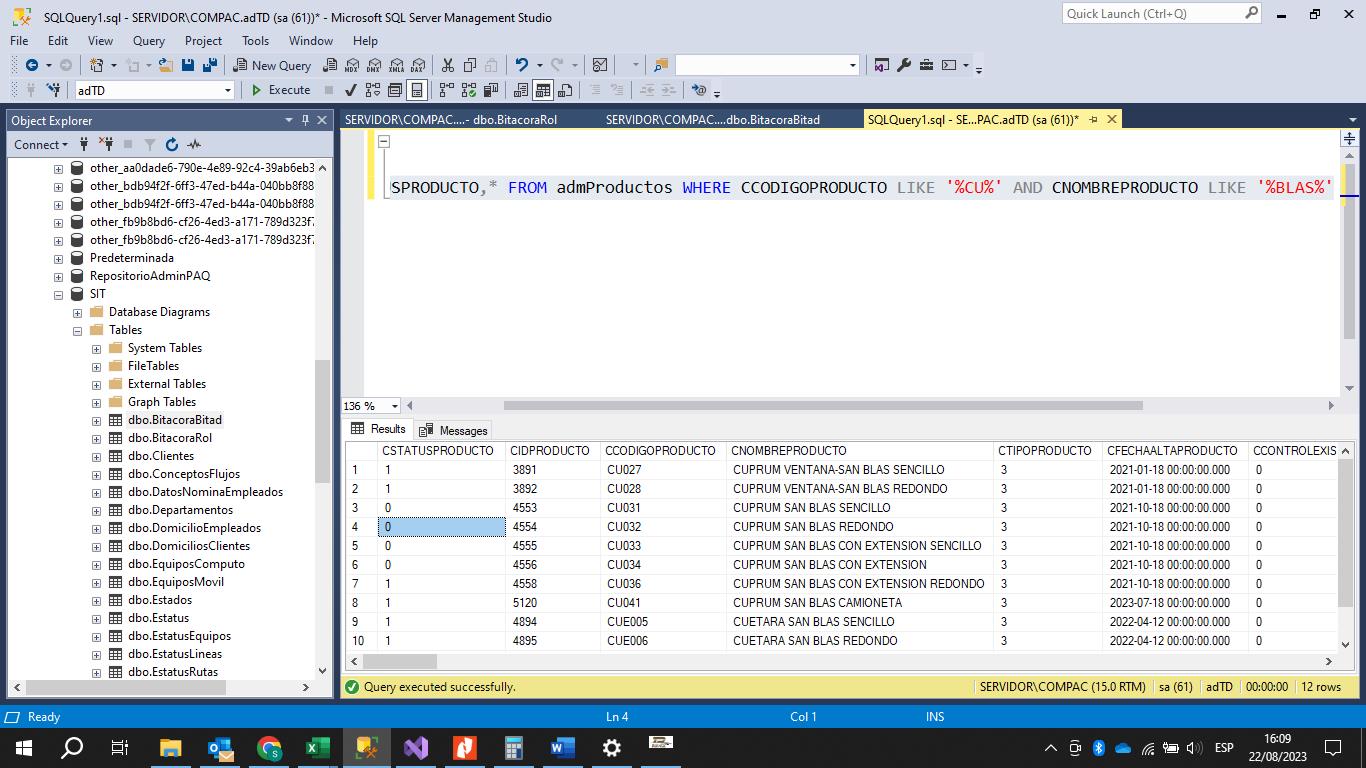 SQLQuery1.sql - SERVIDOR\COMPAC.adTD (sa (61))* - Microsoft SQL Server Management Studio
Quick Launch (Ctrl+Q)
File Edit View Query Project Tools Window Help
New Query
MDX DMX XMLA DAX
adTD
Execute
Object Explorer
SERVIDOR\COMPAC....- dbo.BitacoraRol
SERVIDOR\COMPAC....dbo.BitacoraBitad
SQLQuery1.sql - SE...PAC.adTD (sa (61))*
Connect
other_aa0dade6-790e-4e89-92c4-39ab6eb3
other_bdb94f2f-6ff3-47ed-b44a-040bb8f88
other_bdb94f2f-6ff3-47ed-b44a-040bb8f88
other_fb9b8bd6-cf26-4ed3-a171-789d323f7
other_fb9b8bd6-cf26-4ed3-a171-789d323f7
Predeterminada
RepositorioAdminPAQ
SIT
Database Diagrams
Tables
System Tables
FileTables
External Tables
Graph Tables
dbo.BitacoraBitad
dbo.BitacoraRol
dbo.Clientes
dbo.ConceptosFlujos
dbo.DatosNominaEmpleados
dbo.Departamentos
dbo.DomicilioEmpleados
dbo.DomiciliosClientes
dbo.EquiposComputo
dbo.EquiposMovil
dbo.Estados
dbo.Estatus
dbo.EstatusEquipos
dbo.EstatusLineas
dbo.EstatusRutas
SPRODUCTO,* FROM admProductos WHERE CCODIGOPRODUCTO LIKE '%CU%' AND CNOMBREPRODUCTO LIKE '%BLAS%'
136 %
Results Messages
CSTATUSPRODUCTO CIDPRODUCTO CCODIGOPRODUCTO CNOMBREPRODUCTO CTIPOPRODUCTO CFECHAALTAPRODUCTO CCONTROLEXIS
1 1 3891 CU027 CUPRUM VENTANA-SAN BLAS SENCILLO 3 2021-01-18 00:00:00.000 0
2 1 3892 CU028 CUPRUM VENTANA-SAN BLAS REDONDO 3 2021-01-18 00:00:00.000 0
3 0 4553 CU031 CUPRUM SAN BLAS SENCILLO 3 2021-10-18 00:00:00.000 0
4 0 4554 CU032 CUPRUM SAN BLAS REDONDO 3 2021-10-18 00:00:00.000 0
5 0 4555 CU033 CUPRUM SAN BLAS CON EXTENSION SENCILLO 3 2021-10-18 00:00:00.000 0
6 0 4556 CU034 CUPRUM SAN BLAS CON EXTENSION 3 2021-10-18 00:00:00.000 0
7 1 4558 CU036 CUPRUM SAN BLAS CON EXTENSION REDONDO 3 2021-10-18 00:00:00.000 0
8 1 5120 CU041 CUPRUM SAN BLAS CAMIONETA 3 2023-07-18 00:00:00.000 0
9 1 4894 CUE005 CUETARA SAN BLAS SENCILLO 3 2022-04-12 00:00:00.000 0
10 1 4895 CUE006 CUETARA SAN BLAS REDONDO 3 2022-04-12 00:00:00.000 0
Query executed successfully. SERVIDOR\COMPAC (15.0 RTM) sa (61) adTD 00:00:00 12 rows
Ready Ln 4 Col 1 INS
ESP
16:09
22/08/2023